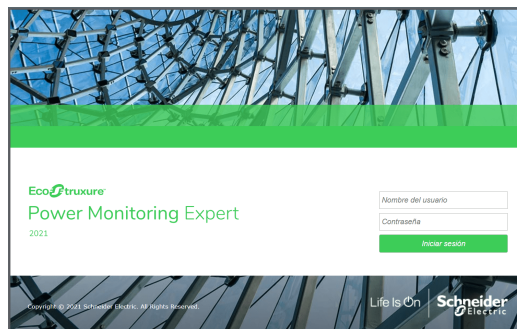 EcoStruxure
Power Monitoring Expert
2021
Nombre del usuario
Contraseña
Iniciar sesión
Copyright © 2021 Schneider Electric. All Rights Reserved.
Life Is On
Schneider
Electric